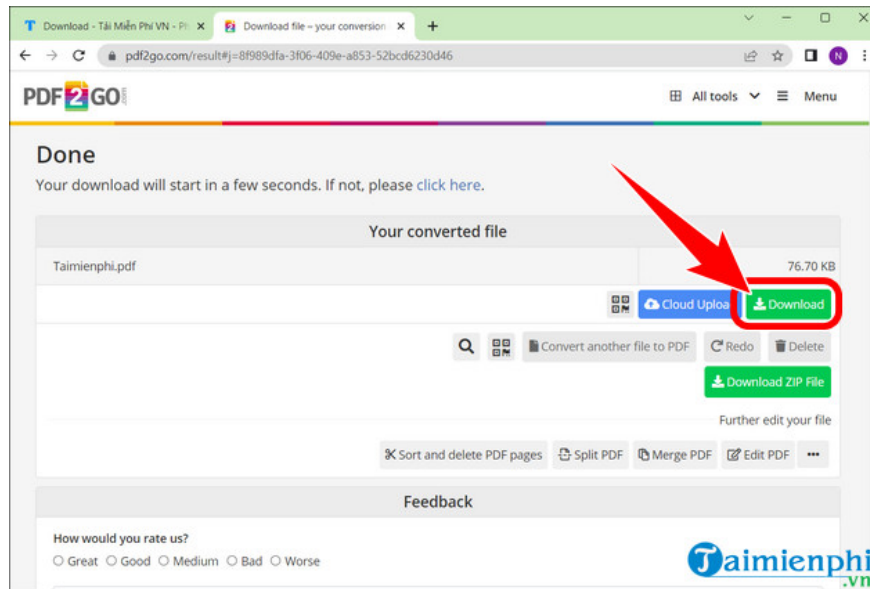 Download - Tải Miễn Phí VN - Ph
Download file – your conversion
pdf2go.com/result#j=8f989dfa-3f06-409e-a853-52bcd6230d46
N
PDF2GO.com
All tools
Menu
Done
Your download will start in a few seconds. If not, please click here.
Your converted file
Taimienphi.pdf 76.70 KB
Cloud Uploa Download
Convert another file to PDF Redo Delete
Download ZIP File
Further edit your file
Sort and delete PDF pages Split PDF Merge PDF Edit PDF
Feedback
How would you rate us?
Great Good Medium Bad Worse
Taimienphi
.vn